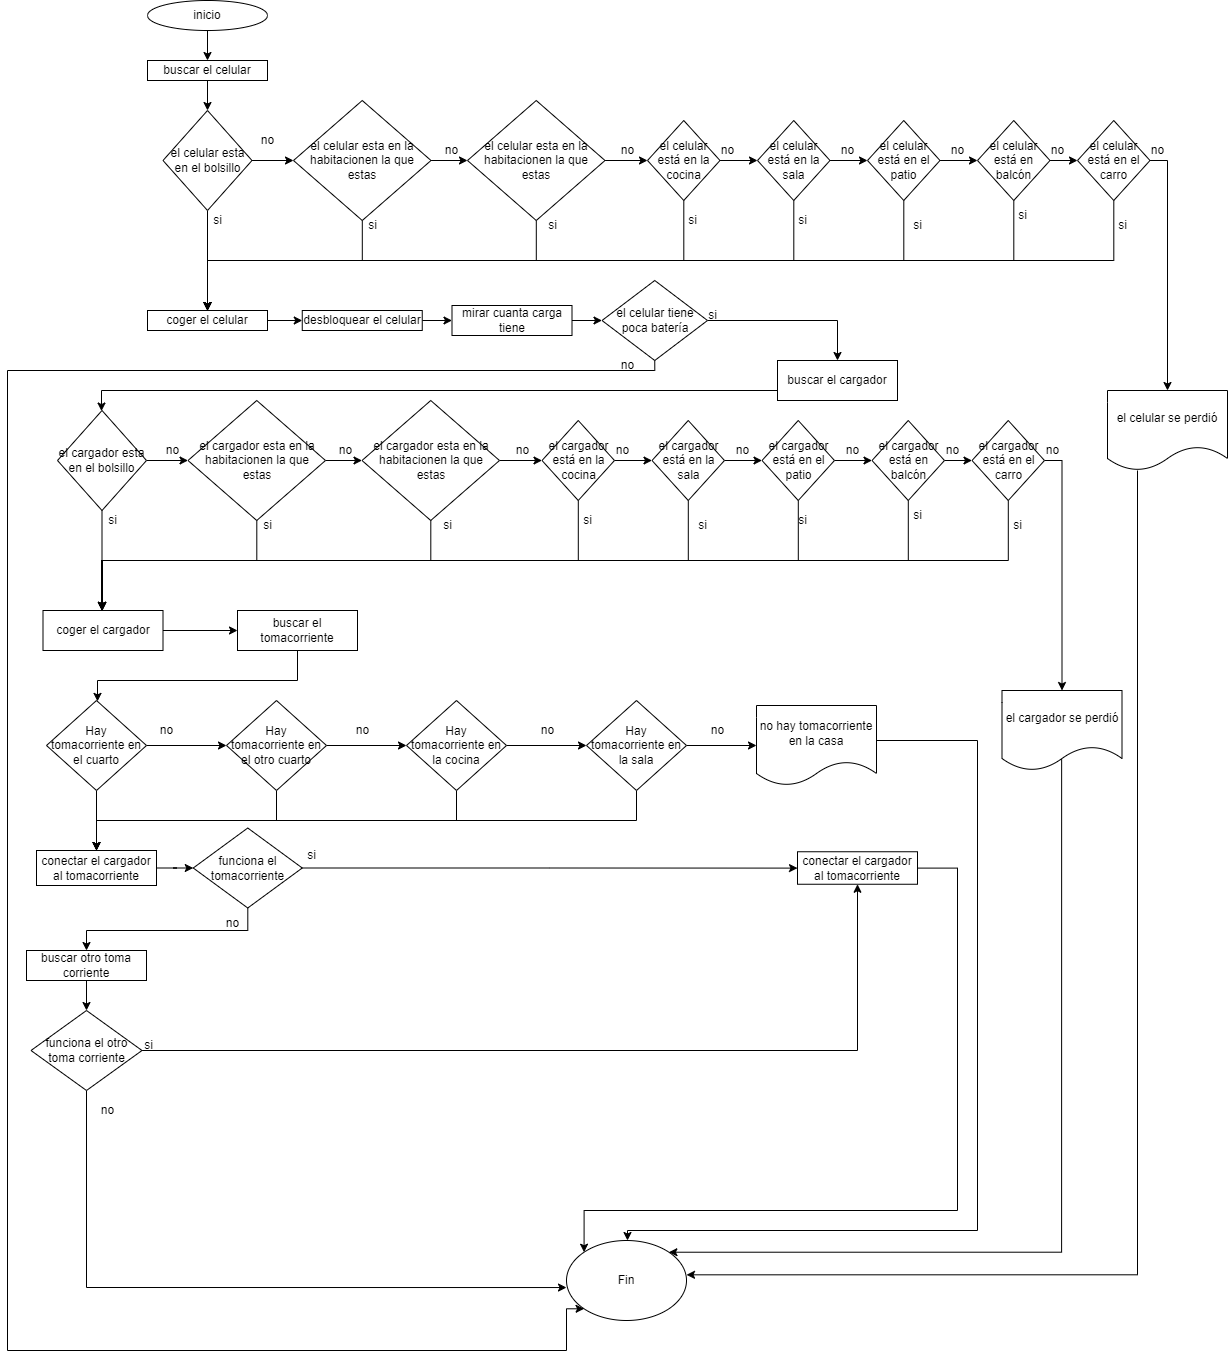 inicio
buscar el celular
el celular esta
en el bolsillo
no
el celular esta en la
habitacionen la que
estas
no
el celular esta en la
habitacionen la que
estas
no
el celular
está en la
cocina
no
el celular
está en la
sala
no
el celular
está en el
patio
no
el celular
está en
balcón
no
el celular
está en el
carro
no
si
si
si
si
si
si
si
si
coger el celular
desbloquear el celular
mirar cuanta carga
tiene
el celular tiene
poca batería
si
no
buscar el cargador
el celular se perdió
el cargador esta
en el bolsillo
no
el cargador esta en la
habitacionen la que
estas
no
el cargador esta en la
habitacionen la que
estas
no
el cargador
está en la
cocina
no
el cargador
está en la
sala
no
el cargador
está en el
patio
no
el cargador
está en
balcón
no
el cargador
está en el
carro
no
si
si
si
si
si
si
si
si
coger el cargador
buscar el
tomacorriente
Hay
tomacorriente en
el cuarto
no
Hay
tomacorriente en
el otro cuarto
no
Hay
tomacorriente en
la cocina
no
Hay
tomacorriente en
la sala
no
no hay tomacorriente
en la casa
el cargador se perdió
conectar el cargador
al tomacorriente
funciona el
tomacorriente
si
conectar el cargador
al tomacorriente
no
buscar otro toma
corriente
funciona el otro
toma corriente
si
no
Fin